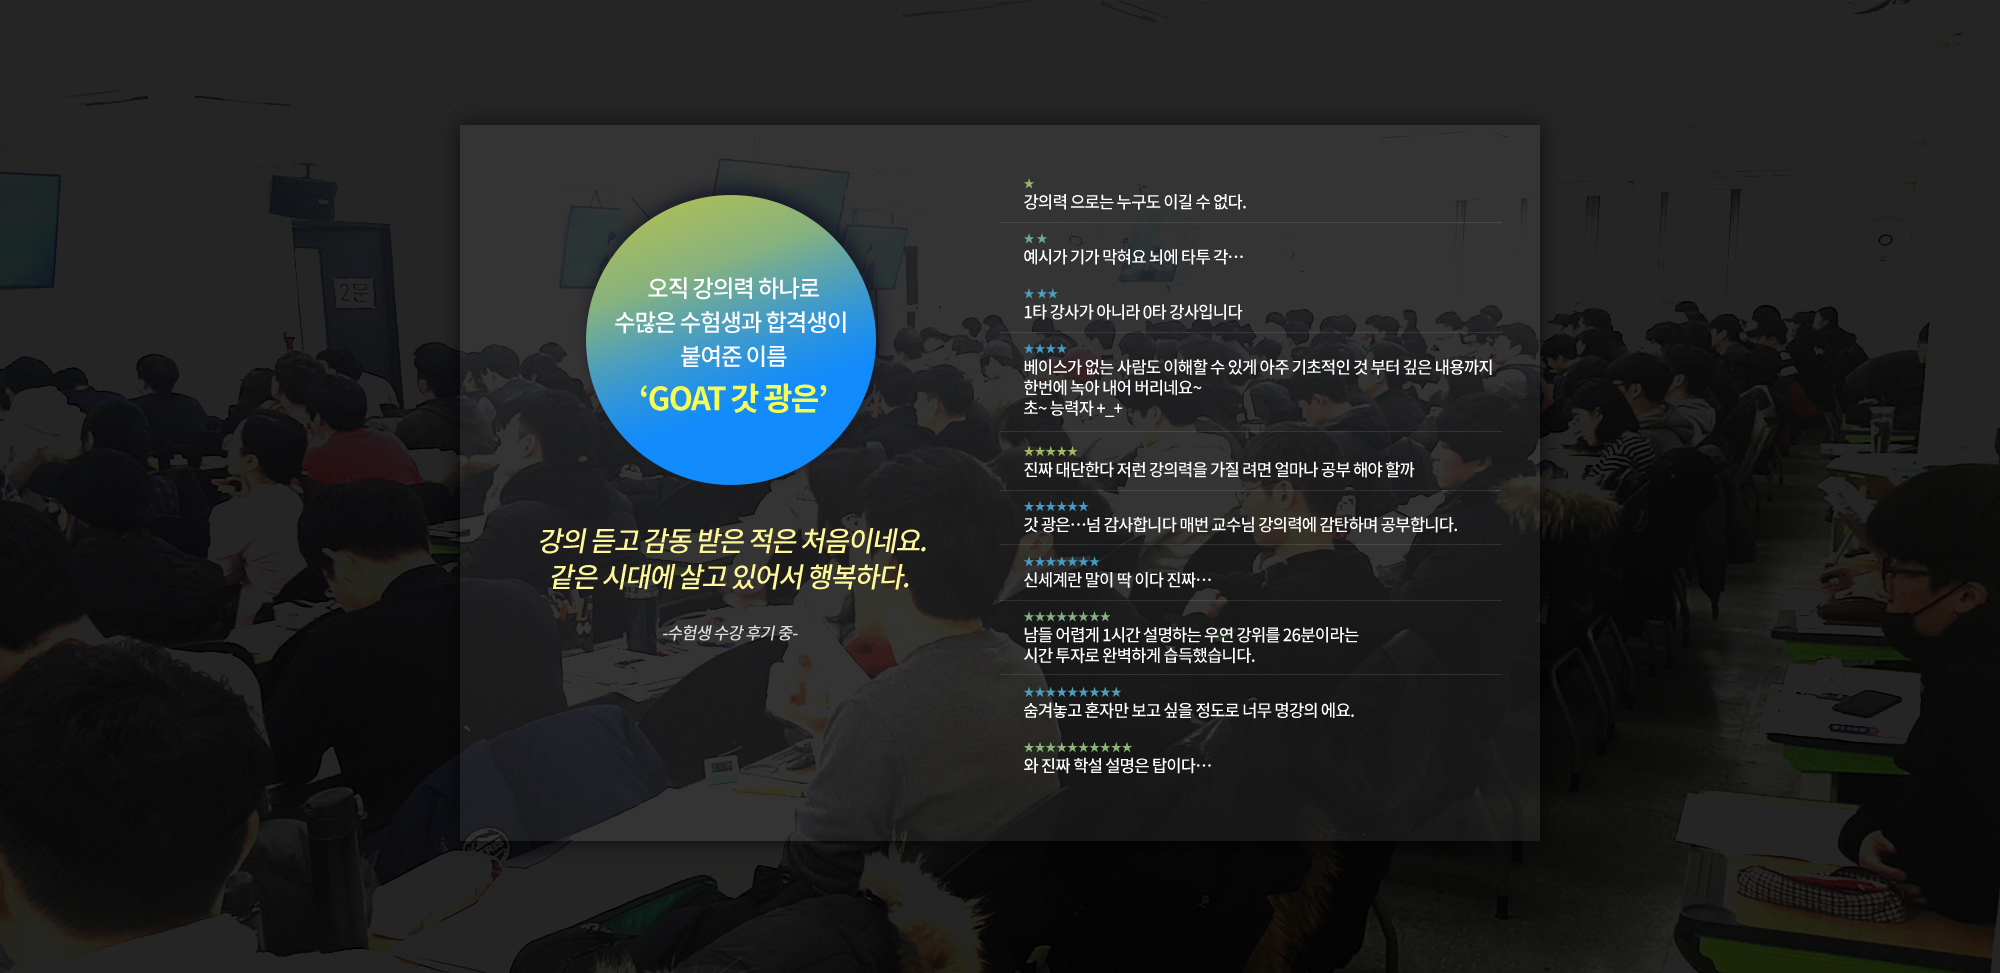 오직 강의력 하나로
수많은 수험생과 합격생이
붙여준 이름
‘GOAT 갓 광은’
강의 듣고 감동 받은 적은 처음이네요.
같은 시대에 살고 있어서 행복하다.
-수험생 수강 후기 중-
★
강의력 으로는 누구도 이길 수 없다.
★★
예시가 기가 막혀요 뇌에 타투 각…
★★★
1타 강사가 아니라 0타 강사입니다
★★★★
베이스가 없는 사람도 이해할 수 있게 아주 기초적인 것 부터 깊은 내용까지
한번에 녹아 내어 버리네요~
초~ 능력자 +_+
★★★★★
진짜 대단한다 저런 강의력을 가질 려면 얼마나 공부 해야 할까
★★★★★★
갓 광은…넘 감사합니다 매번 교수님 강의력에 감탄하며 공부합니다.
★★★★★★★
신세계란 말이 딱 이다 진짜…
★★★★★★★★
남들 어렵게 1시간 설명하는 우연 강위를 26분이라는
시간 투자로 완벽하게 습득했습니다.
★★★★★★★★★
숨겨놓고 혼자만 보고 싶을 정도로 너무 명강의 에요.
★★★★★★★★★★
와 진짜 학설 설명은 탑이다…
2문